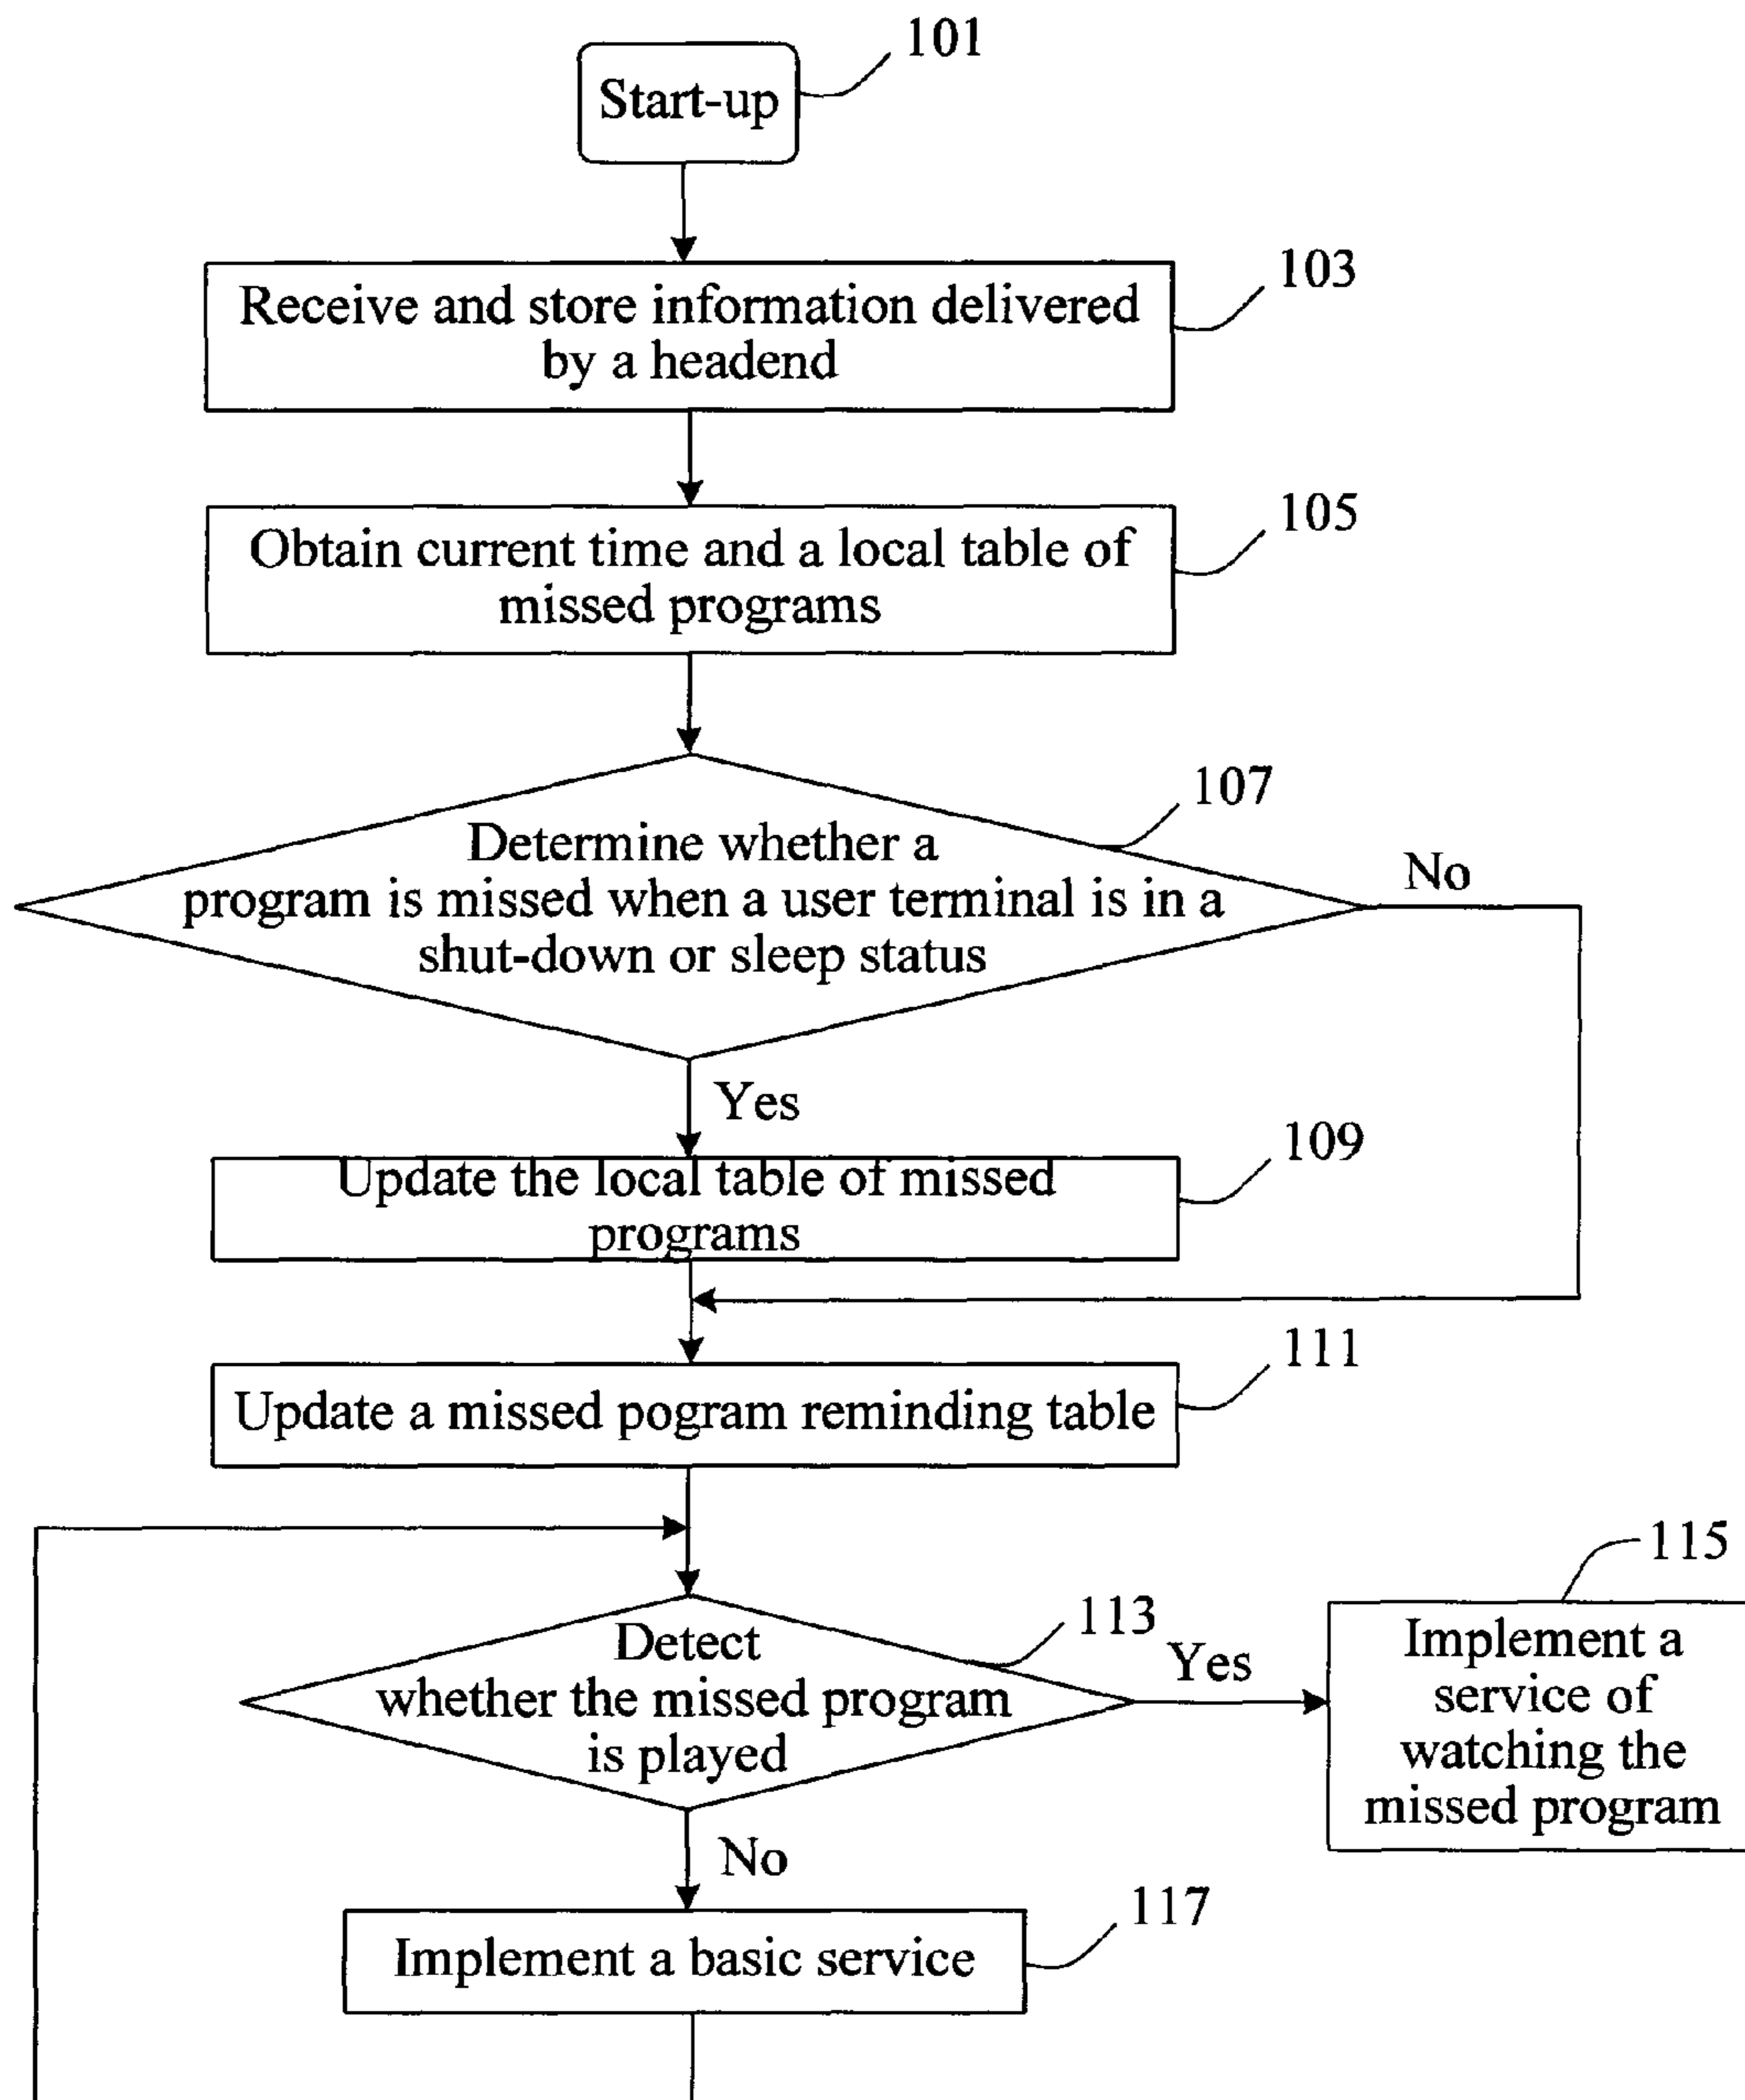 101
Start-up
103
Receive and store information delivered
by a headend
105
Obtain current time and a local table of
missed programs
107
Determine whether a
program is missed when a user terminal is in a
shut-down or sleep status
No
Yes
109
Update the local table of missed
programs
111
Update a missed pogram reminding table
115
113
Detect
whether the missed program
is played
Yes
Implement a
service of
watching the
missed program
No
117
Implement a basic service